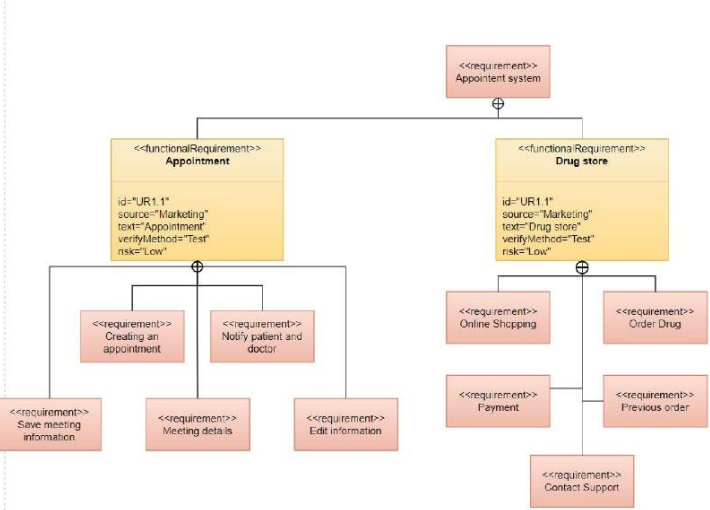 <<requirement>>
Appointent system
<<functionalRequirement>>
Appointment
id="UR1.1"
source="Marketing"
text="Appointment"
verifyMethod="Test"
risk="Low"
<<functionalRequirement>>
Drug store
id="UR1.1"
source="Marketing"
text="Drug store"
verifyMethod="Test"
risk="Low"
<<requirement>>
Creating an
appointment
<<requirement>>
Notify patient and
doctor
<<requirement>>
Save meeting
information
<<requirement>>
Meeting details
<<requirement>>
Edit information
<<requirement>>
Online Shopping
<<requirement>>
Order Drug
<<requirement>>
Payment
<<requirement>>
Previous order
<<requirement>>
Contact Support